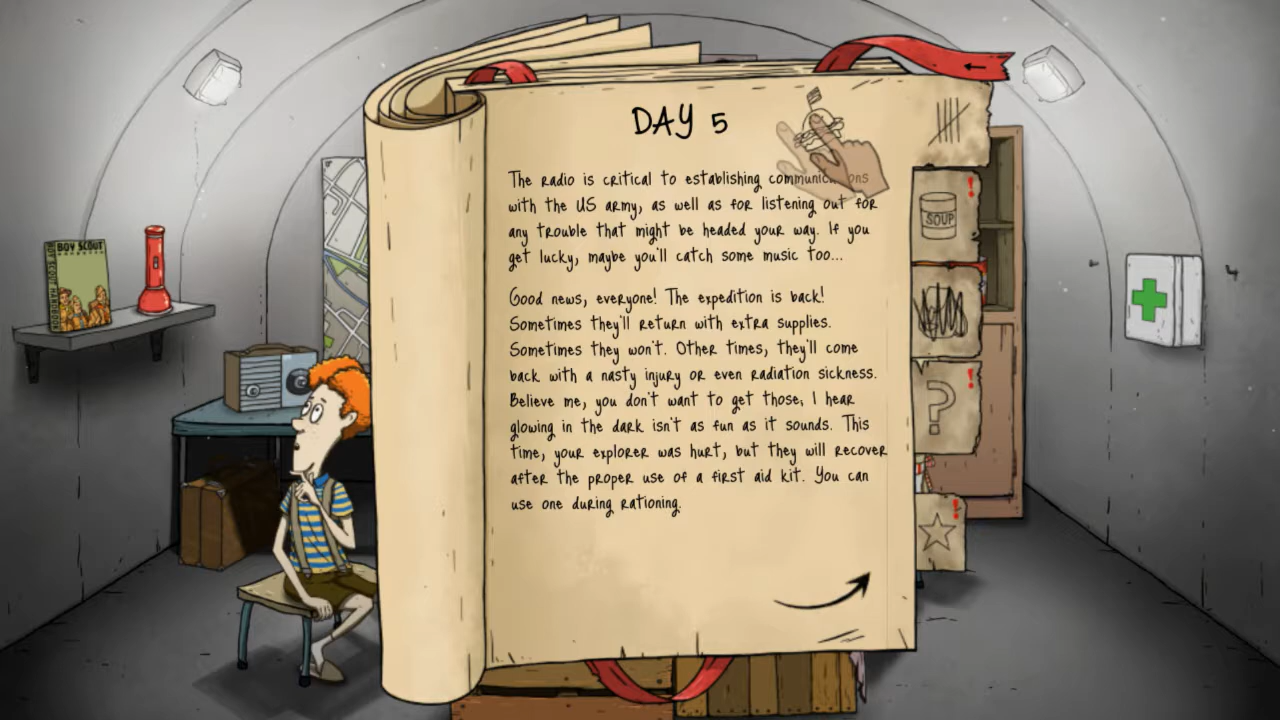 DAY 5
The radio is critical to establishing communications
with the US army, as well as for listening out for
any trouble that might be headed your way. If you
get lucky, maybe you'll catch some music too...
Good news, everyone! The expedition is back!
Sometimes they'll return with extra supplies.
Sometimes they won't. Other times, they'll come
back with a nasty injury or even radiation sickness.
Believe me, you don't want to get those; I hear
glowing in the dark isn't as fun as it sounds. This
time, your explorer was hurt, but they will recover
after the proper use of a first aid kit. You can
use one during rationing.
BOY SCOUT
BOY SCOUT HANDBOOK
SOUP
!
?
!
!